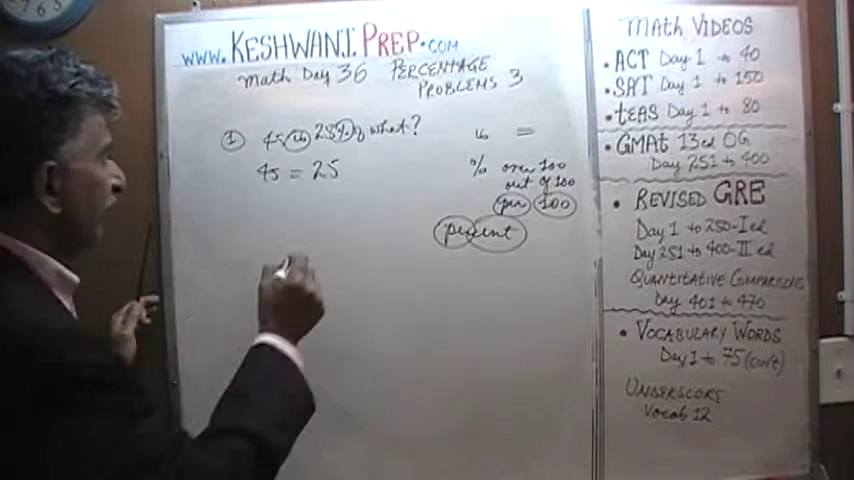 www.KESHWANIPREP.com
Math Day 36 PERCENTAGE
PROBLEMS 3
① 45 is 25% of what?
45 = 25
is =
% over 100
out of 100
per 100
percent
MATH VIDEOS
• ACT Day 1 to 40
• SAT Day 1 to 150
• TEAS Day 1 to 80
• GMAT 13ed OG
Day 251 to 400
• REVISED GRE
Day 1 to 250-I ed
Day 251 to 400-II ed
QUANTITATIVE COMPARISONS
Day 401 to 470
• VOCABULARY WORDS
Day 1 to 75 (con't)
UNDERSCORE
Vocab 12